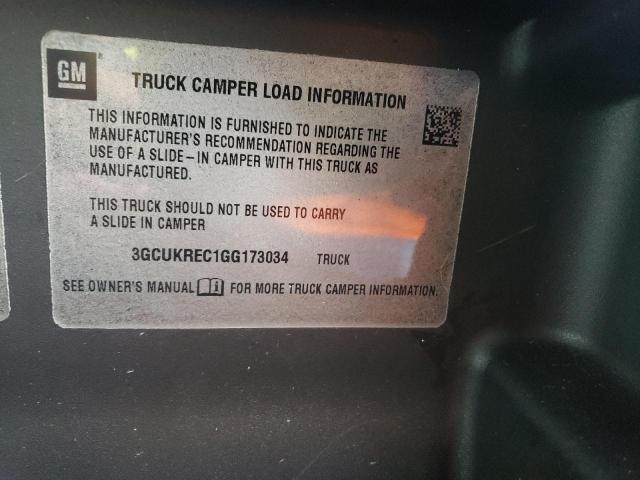 GM
TRUCK CAMPER LOAD INFORMATION
THIS INFORMATION IS FURNISHED TO INDICATE THE
MANUFACTURER'S RECOMMENDATION REGARDING THE
USE OF A SLIDE–IN CAMPER WITH THIS TRUCK AS
MANUFACTURED.
THIS TRUCK SHOULD NOT BE USED TO CARRY
A SLIDE IN CAMPER
3GCUKREC1GG173034 TRUCK
SEE OWNER'S MANUAL FOR MORE TRUCK CAMPER INFORMATION.